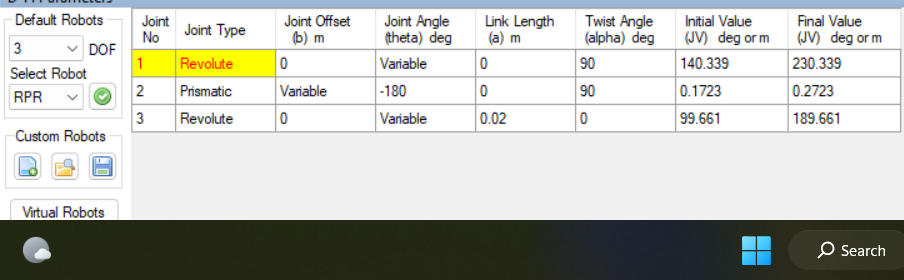 Default Robots
3 DOF
Select Robot
RPR
Custom Robots
Virtual Robots
Joint No Joint Type Joint Offset (b) m Joint Angle (theta) deg Link Length (a) m Twist Angle (alpha) deg Initial Value (JV) deg or m Final Value (JV) deg or m
1 Revolute 0 Variable 0 90 140.339 230.339
2 Prismatic Variable -180 0 90 0.1723 0.2723
3 Revolute 0 Variable 0.02 0 99.661 189.661
Search